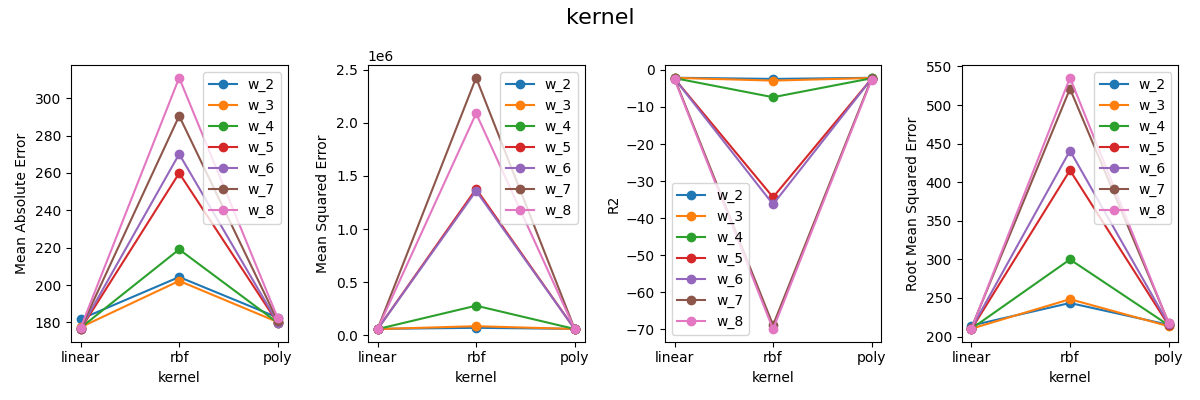 kernel
Mean Absolute Error
300
280
260
240
220
200
180
linear
rbf
poly
kernel
w_2
w_3
w_4
w_5
w_6
w_7
w_8
1e6
Mean Squared Error
2.5
2.0
1.5
1.0
0.5
0.0
linear
rbf
poly
kernel
w_2
w_3
w_4
w_5
w_6
w_7
w_8
R2
0
−10
−20
−30
−40
−50
−60
−70
linear
rbf
poly
kernel
w_2
w_3
w_4
w_5
w_6
w_7
w_8
Root Mean Squared Error
550
500
450
400
350
300
250
200
linear
rbf
poly
kernel
w_2
w_3
w_4
w_5
w_6
w_7
w_8